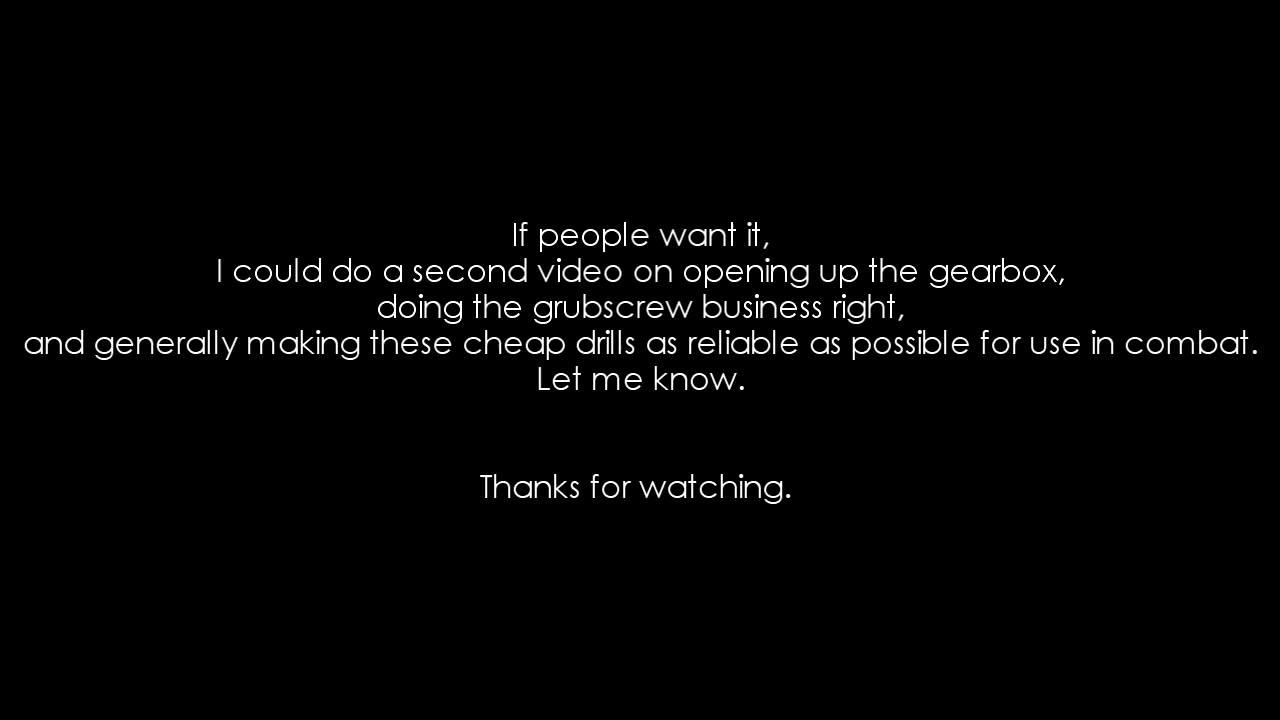 If people want it,
I could do a second video on opening up the gearbox,
doing the grubscrew business right,
and generally making these cheap drills as reliable as possible for use in combat.
Let me know.
Thanks for watching.